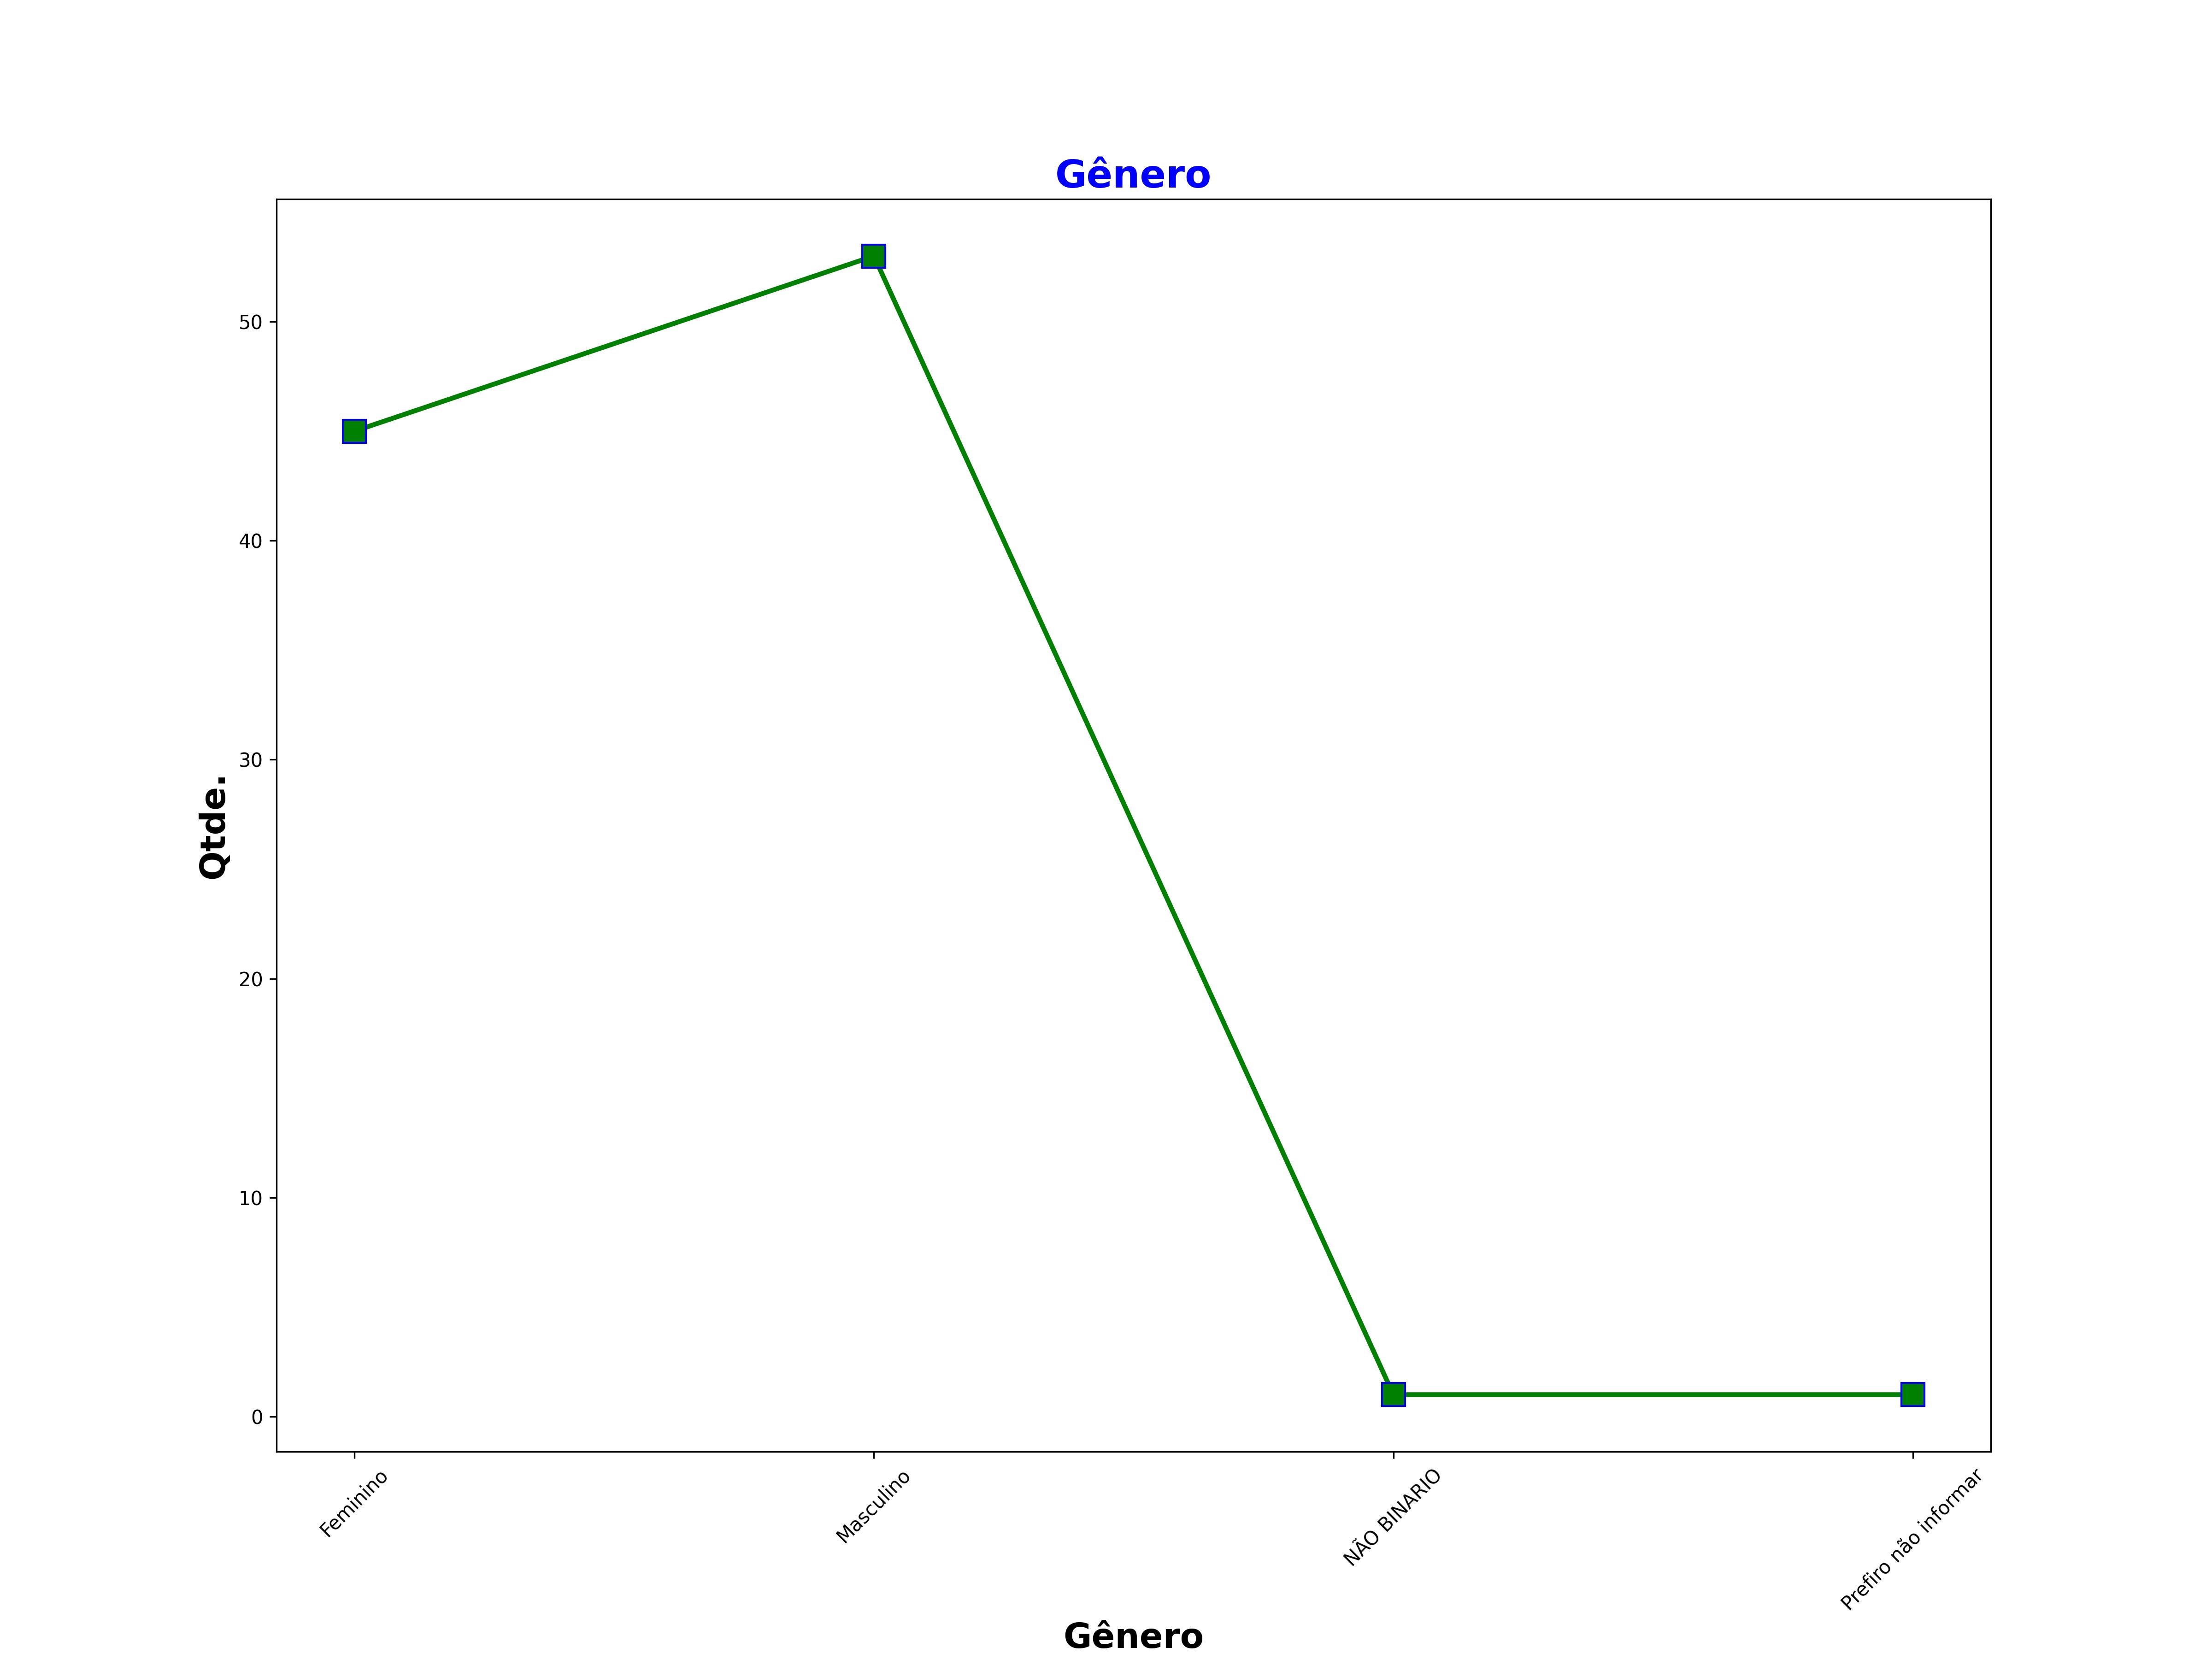 Gênero
50
40
30
20
10
0
Qtde.
Feminino
Masculino
NÃO BINARIO
Prefiro não informar
Gênero